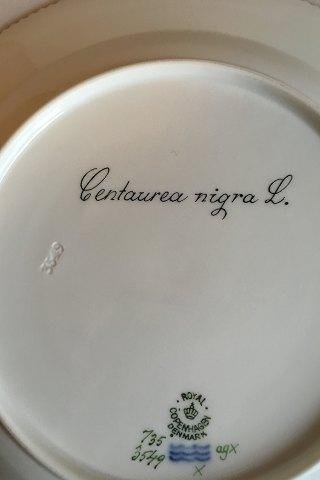 Centaurea nigra L.
ROYAL
COPENHAGEN
DENMARK
735
3549
agx
x